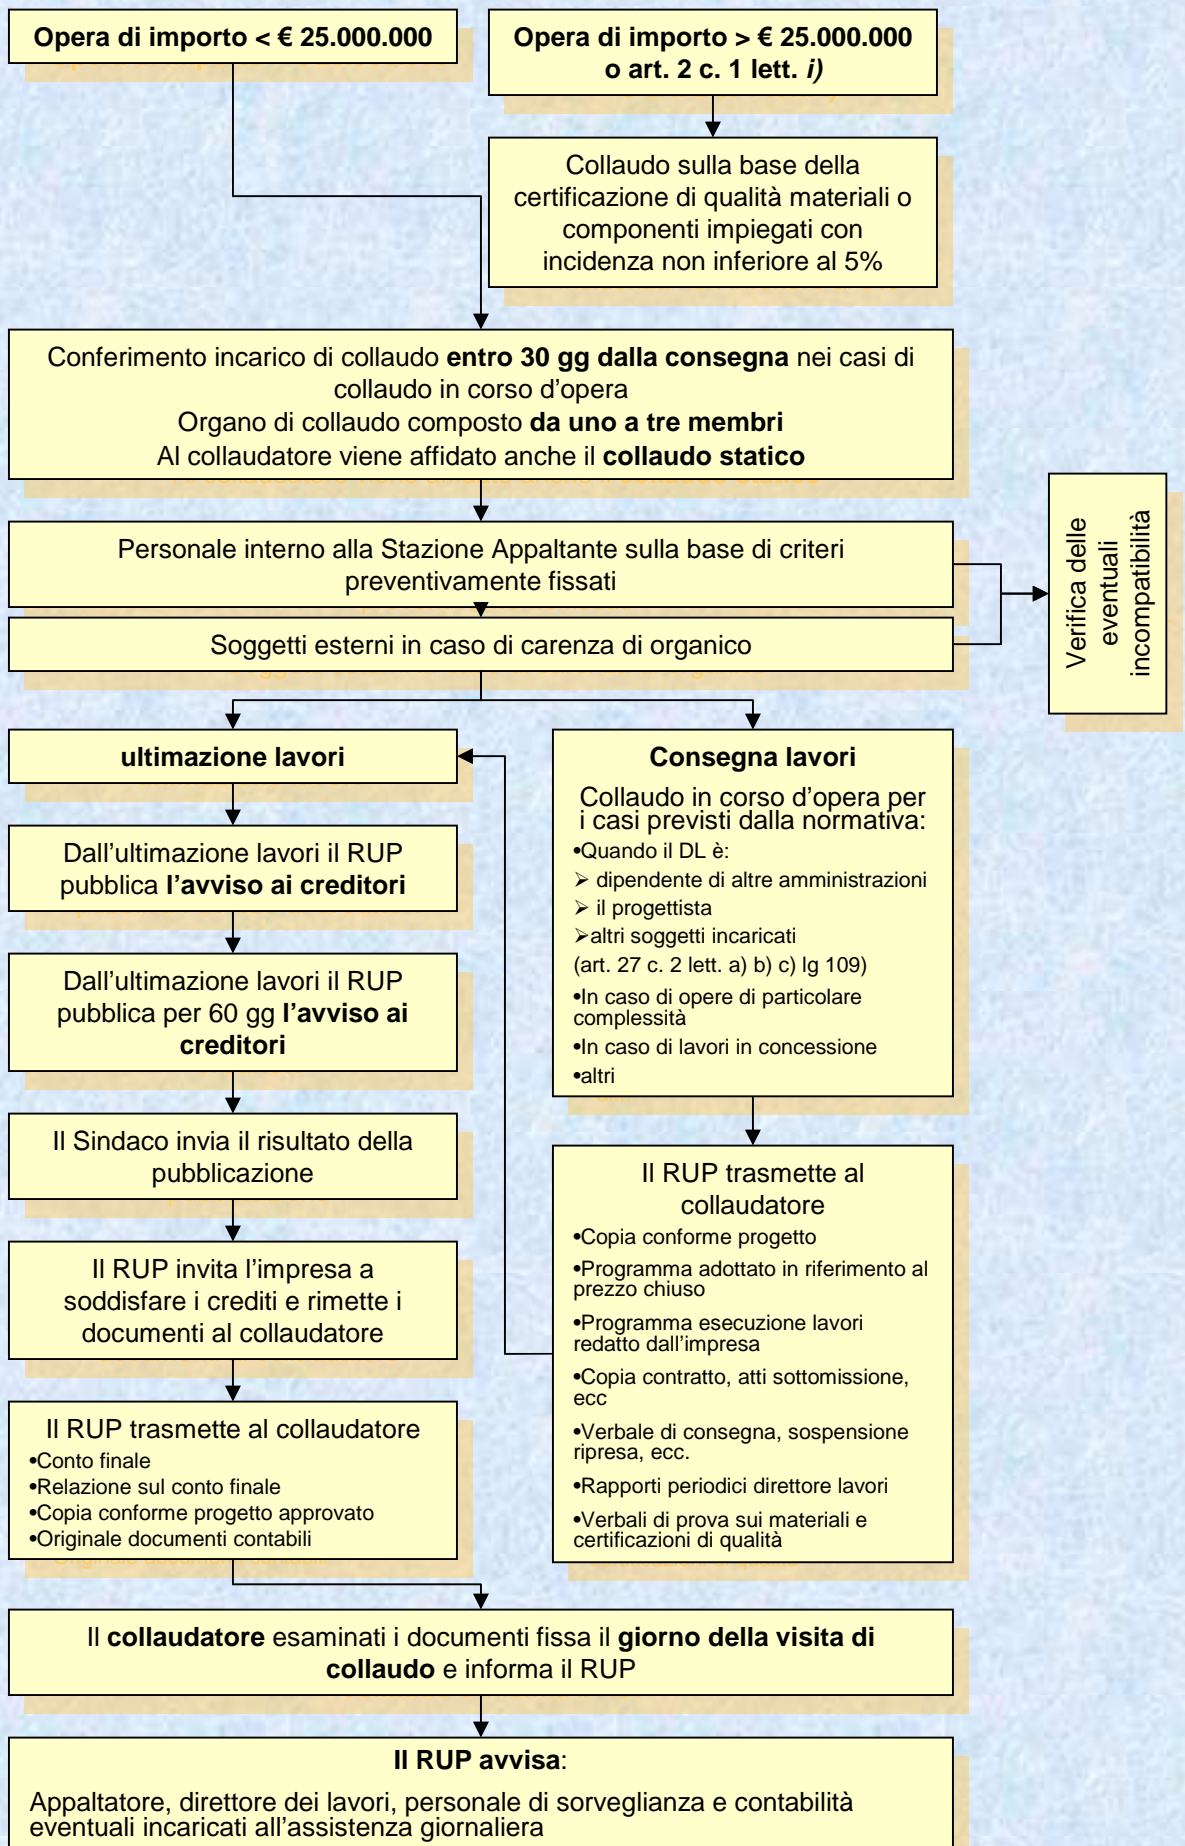 Opera di importo < € 25.000.000
Opera di importo > € 25.000.000
o art. 2 c. 1 lett. i)
Collaudo sulla base della
certificazione di qualità materiali o
componenti impiegati con
incidenza non inferiore al 5%
Conferimento incarico di collaudo entro 30 gg dalla consegna nei casi di
collaudo in corso d'opera
Organo di collaudo composto da uno a tre membri
Al collaudatore viene affidato anche il collaudo statico
Personale interno alla Stazione Appaltante sulla base di criteri
preventivamente fissati
Soggetti esterni in caso di carenza di organico
Verifica delle
eventuali
incompatibilità
ultimazione lavori
Dall'ultimazione lavori il RUP
pubblica l'avviso ai creditori
Dall'ultimazione lavori il RUP
pubblica per 60 gg l'avviso ai
creditori
Il Sindaco invia il risultato della
pubblicazione
Il RUP invita l'impresa a
soddisfare i crediti e rimette i
documenti al collaudatore
Il RUP trasmette al collaudatore
•Conto finale
•Relazione sul conto finale
•Copia conforme progetto approvato
•Originale documenti contabili
Consegna lavori
Collaudo in corso d'opera per
i casi previsti dalla normativa:
•Quando il DL è:
➢ dipendente di altre amministrazioni
➢ il progettista
➢altri soggetti incaricati
(art. 27 c. 2 lett. a) b) c) lg 109)
•In caso di opere di particolare
complessità
•In caso di lavori in concessione
•altri
Il RUP trasmette al
collaudatore
•Copia conforme progetto
•Programma adottato in riferimento al
prezzo chiuso
•Programma esecuzione lavori
redatto dall'impresa
•Copia contratto, atti sottomissione,
ecc
•Verbale di consegna, sospensione
ripresa, ecc.
•Rapporti periodici direttore lavori
•Verbali di prova sui materiali e
certificazioni di qualità
Il collaudatore esaminati i documenti fissa il giorno della visita di
collaudo e informa il RUP
Il RUP avvisa:
Appaltatore, direttore dei lavori, personale di sorveglianza e contabilità
eventuali incaricati all'assistenza giornaliera